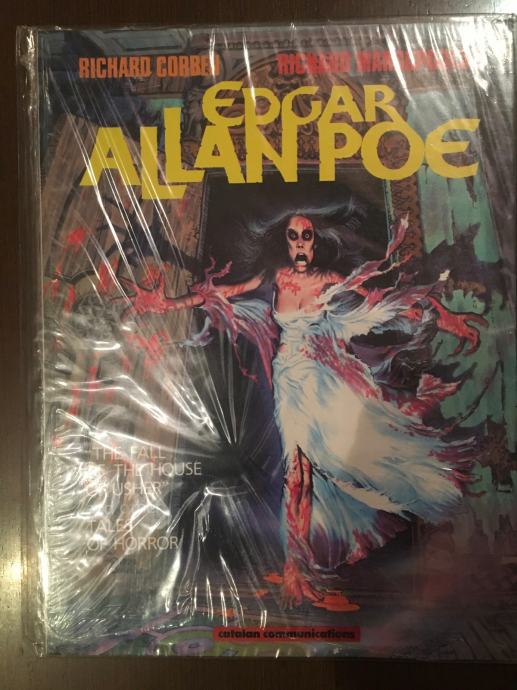 RICHARD CORBEN
RICHARD MARGOPOULOS
EDGAR
ALLAN POE
"THE FALL
OF THE HOUSE
OF USHER"
TALES
OF HORROR
catalan communications